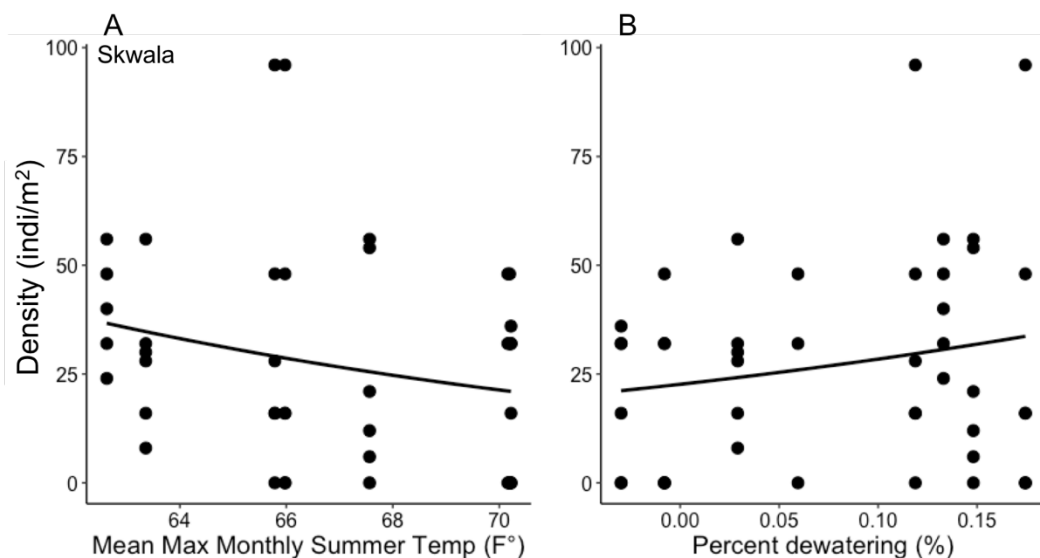 A
Skwala
Density (indi/m²)
100
75
50
25
0
64 66 68 70
Mean Max Monthly Summer Temp (F°)
B
100
75
50
25
0
0.00 0.05 0.10 0.15
Percent dewatering (%)